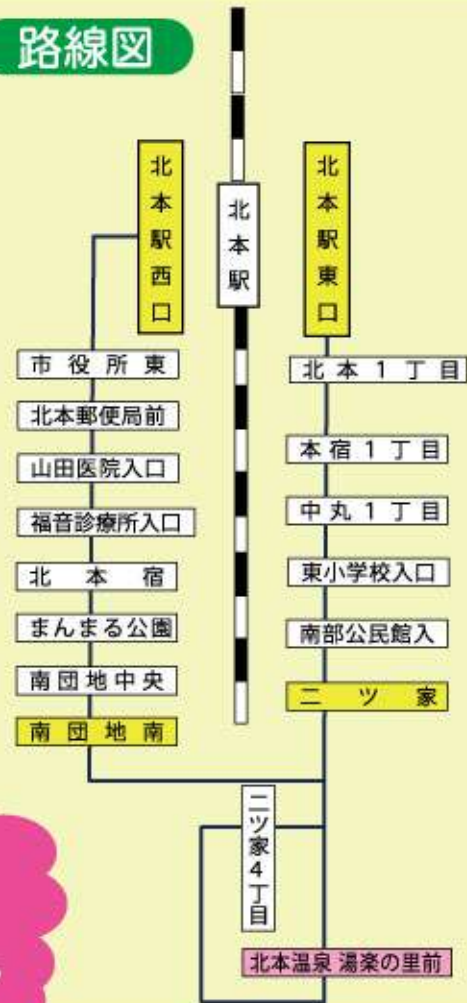 路線図
北本駅西口
北本駅
北本駅東口
市役所東
北本郵便局前
山田医院入口
福音診療所入口
北本宿
まんまる公園
南団地中央
南団地南
北本1丁目
本宿1丁目
中丸1丁目
東小学校入口
南部公民館入
二ツ家
二ツ家4丁目
北本温泉 湯楽の里前